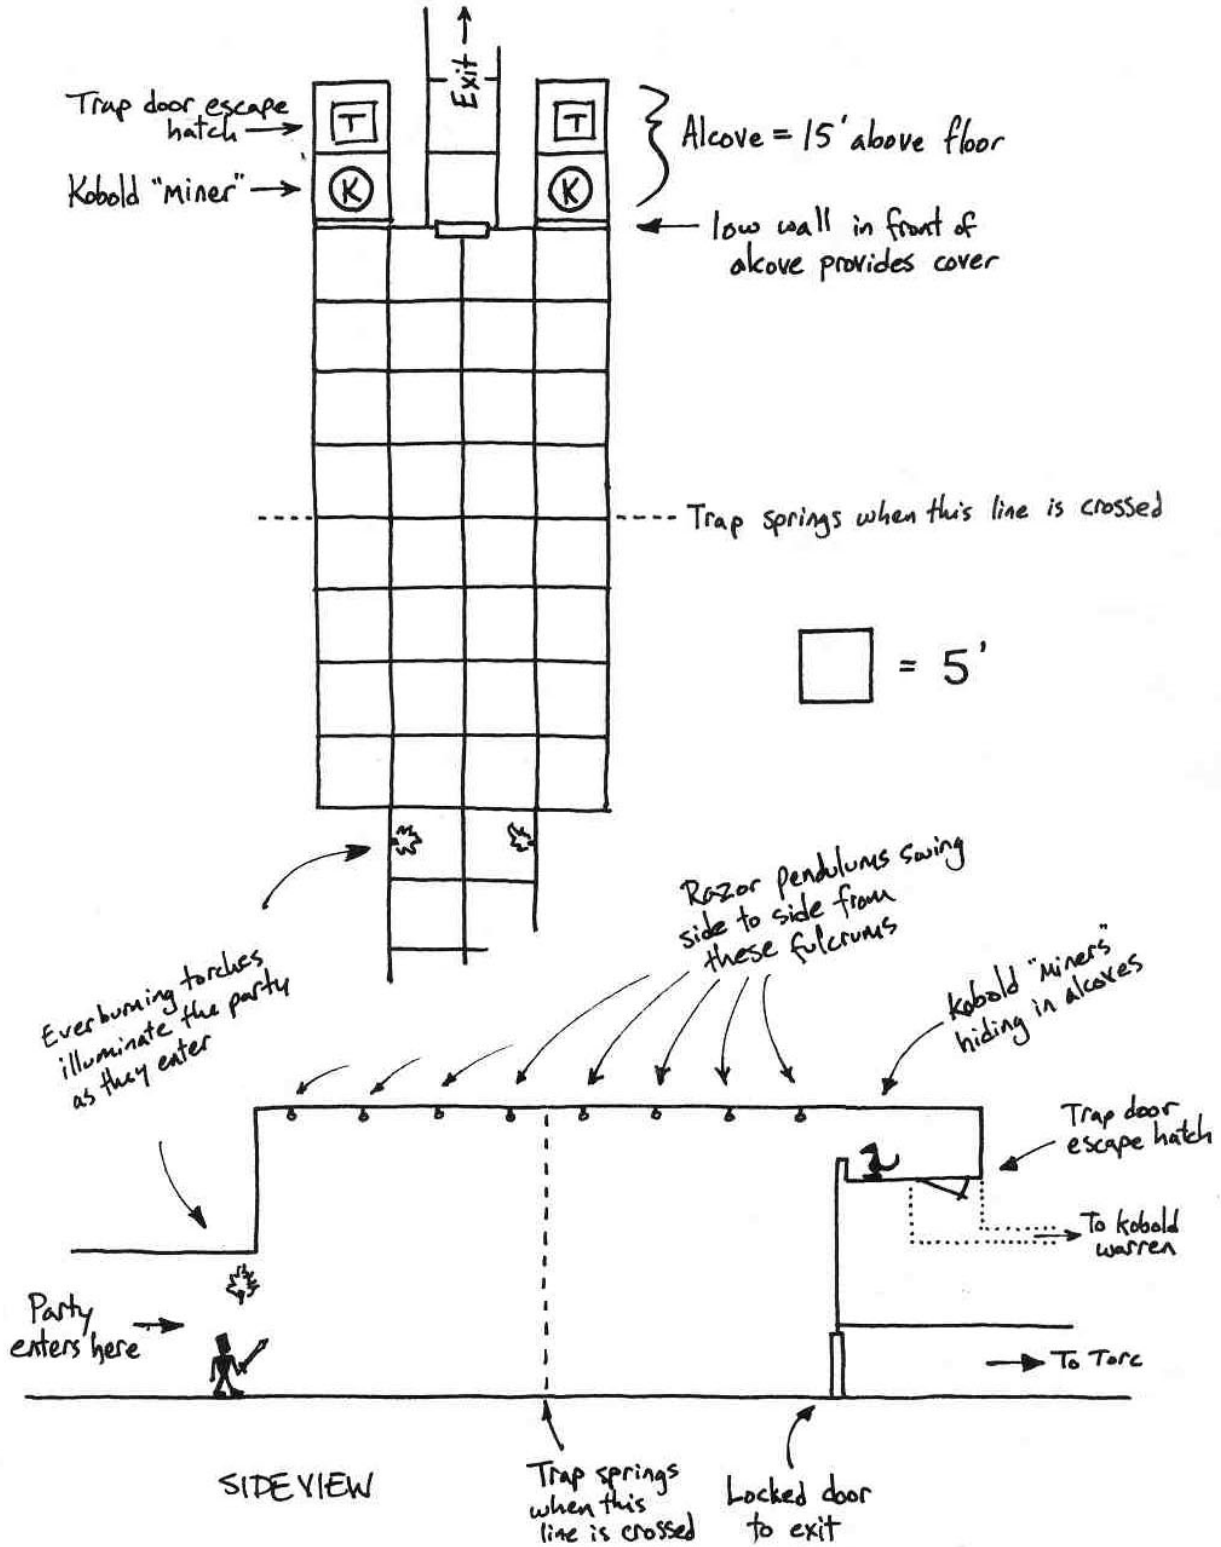 Exit →
Trap door escape
hatch →
T
T
Alcove = 15' above floor
Kobold "miner" →
K
K
low wall in front of
alcove provides cover
Trap springs when this line is crossed
= 5'
Razor pendulums swing
side to side from
these fulcrums
Everburning torches
illuminate the party
as they enter
Kobold "miners"
hiding in alcoves
Trap door
escape hatch
To kobold
warren
Party
enters here
To Torc
SIDE VIEW
Trap springs
when this
line is crossed
Locked door
to exit